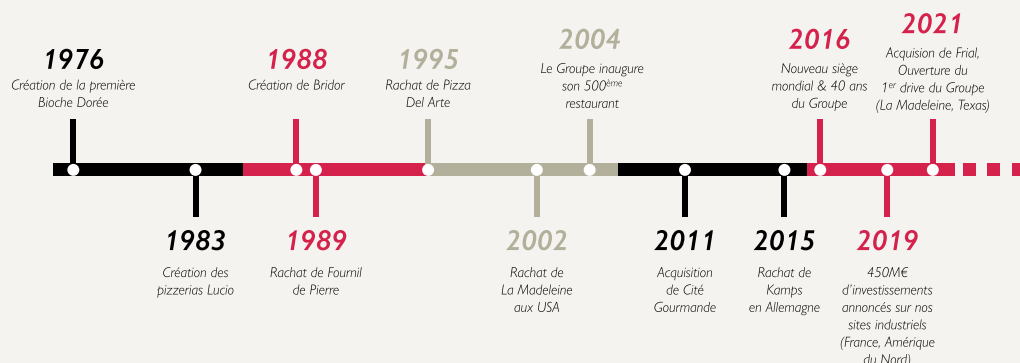 1976
Création de la première
Bioche Dorée
1983
Création des
pizzerias Lucio
1988
Création de Bridor
1989
Rachat de Fournil
de Pierre
1995
Rachat de Pizza
Del Arte
2002
Rachat de
La Madeleine
aux USA
2004
Le Groupe inaugure
son 500ème
restaurant
2011
Acquisition
de Cité
Gourmande
2015
Rachat de
Kamps
en Allemagne
2016
Nouveau siège
mondial & 40 ans
du Groupe
2019
450M€
d’investissements
annoncés sur nos
sites industriels
(France, Amérique
du Nord)
2021
Acquision de Frial,
Ouverture du
1er drive du Groupe
(La Madeleine, Texas)